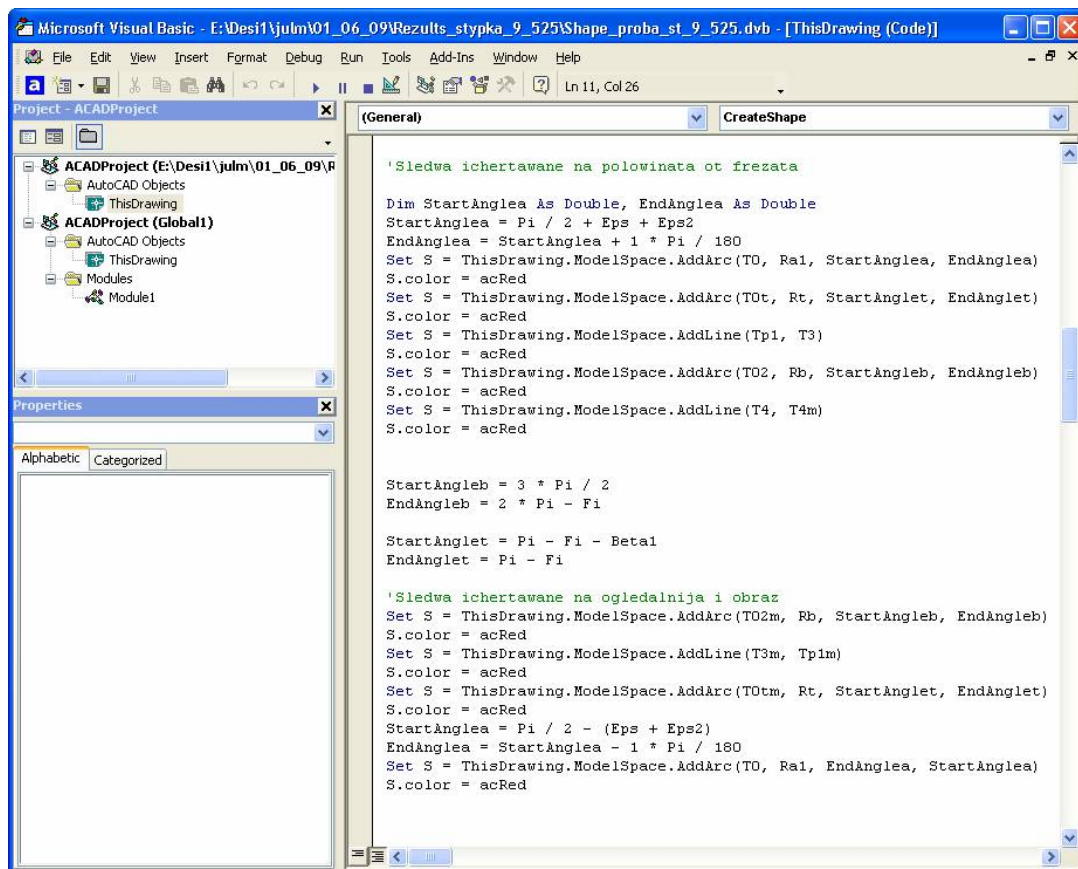 Microsoft Visual Basic - E:\Desi1\julm\01_06_09\Rezults_stypka_9_525\Shape_proba_st_9_525.dvb - [ThisDrawing (Code)]
File Edit View Insert Format Debug Run Tools Add-Ins Window Help
Ln 11, Col 26
Project - ACADProject
ACADProject (E:\Desi1\julm\01_06_09\R
AutoCAD Objects
ThisDrawing
ACADProject (Global1)
AutoCAD Objects
ThisDrawing
Modules
Module1
Properties
Alphabetic Categorized
(General) CreateShape
'Sledwa ichertawane na polowinata ot frezata
Dim StartAnglea As Double, EndAnglea As Double
StartAnglea = Pi / 2 + Eps + Eps2
EndAnglea = StartAnglea + 1 * Pi / 180
Set S = ThisDrawing.ModelSpace.AddArc(TO, Ra1, StartAnglea, EndAnglea)
S.color = acRed
Set S = ThisDrawing.ModelSpace.AddArc(TOt, Rt, StartAnglet, EndAnglet)
S.color = acRed
Set S = ThisDrawing.ModelSpace.AddLine(Tp1, T3)
S.color = acRed
Set S = ThisDrawing.ModelSpace.AddArc(TO2, Rb, StartAngleb, EndAngleb)
S.color = acRed
Set S = ThisDrawing.ModelSpace.AddLine(T4, T4m)
S.color = acRed
StartAngleb = 3 * Pi / 2
EndAngleb = 2 * Pi - Fi
StartAnglet = Pi - Fi - Beta1
EndAnglet = Pi - Fi
'Sledwa ichertawane na ogledalnija i obraz
Set S = ThisDrawing.ModelSpace.AddArc(TO2m, Rb, StartAngleb, EndAngleb)
S.color = acRed
Set S = ThisDrawing.ModelSpace.AddLine(T3m, Tp1m)
S.color = acRed
Set S = ThisDrawing.ModelSpace.AddArc(TOtm, Rt, StartAnglet, EndAnglet)
S.color = acRed
StartAnglea = Pi / 2 - (Eps + Eps2)
EndAnglea = StartAnglea - 1 * Pi / 180
Set S = ThisDrawing.ModelSpace.AddArc(TO, Ra1, EndAnglea, StartAnglea)
S.color = acRed